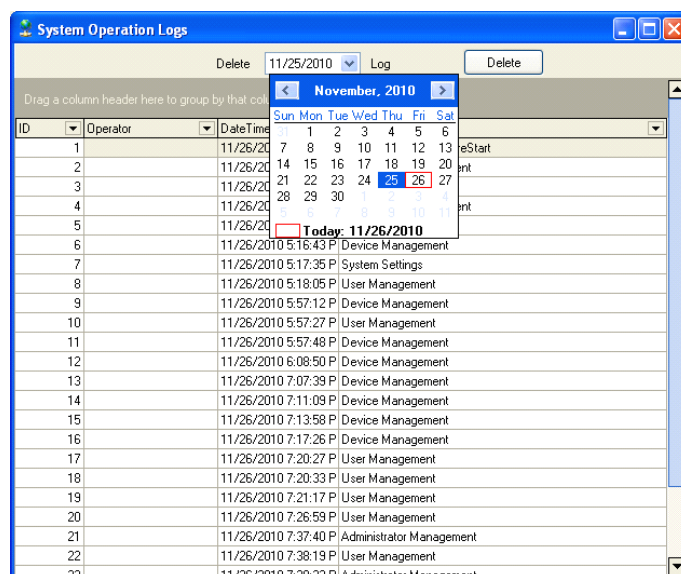 System Operation Logs
Delete 11/25/2010 Log Delete
Drag a column header here to group by that
November, 2010
Sun Mon Tue Wed Thu Fri Sat
31 1 2 3 4 5 6
7 8 9 10 11 12 13
14 15 16 17 18 19 20
21 22 23 24 25 26 27
28 29 30 1 2 3 4
5 6 7 8 9 10 11
Today: 11/26/2010
ID Operator DateTime
1 11/26/20 reStart
2 11/26/20 ent
3 11/26/20
4 11/26/20 ent
5 11/26/20
6 11/26/2010 5:16:43 P Device Management
7 11/26/2010 5:17:35 P System Settings
8 11/26/2010 5:18:05 P User Management
9 11/26/2010 5:57:12 P Device Management
10 11/26/2010 5:57:27 P User Management
11 11/26/2010 5:57:48 P Device Management
12 11/26/2010 6:08:50 P Device Management
13 11/26/2010 7:07:39 P Device Management
14 11/26/2010 7:11:09 P Device Management
15 11/26/2010 7:13:58 P Device Management
16 11/26/2010 7:17:26 P Device Management
17 11/26/2010 7:20:27 P User Management
18 11/26/2010 7:20:33 P User Management
19 11/26/2010 7:21:17 P User Management
20 11/26/2010 7:26:59 P User Management
21 11/26/2010 7:37:40 P Administrator Management
22 11/26/2010 7:38:19 P User Management